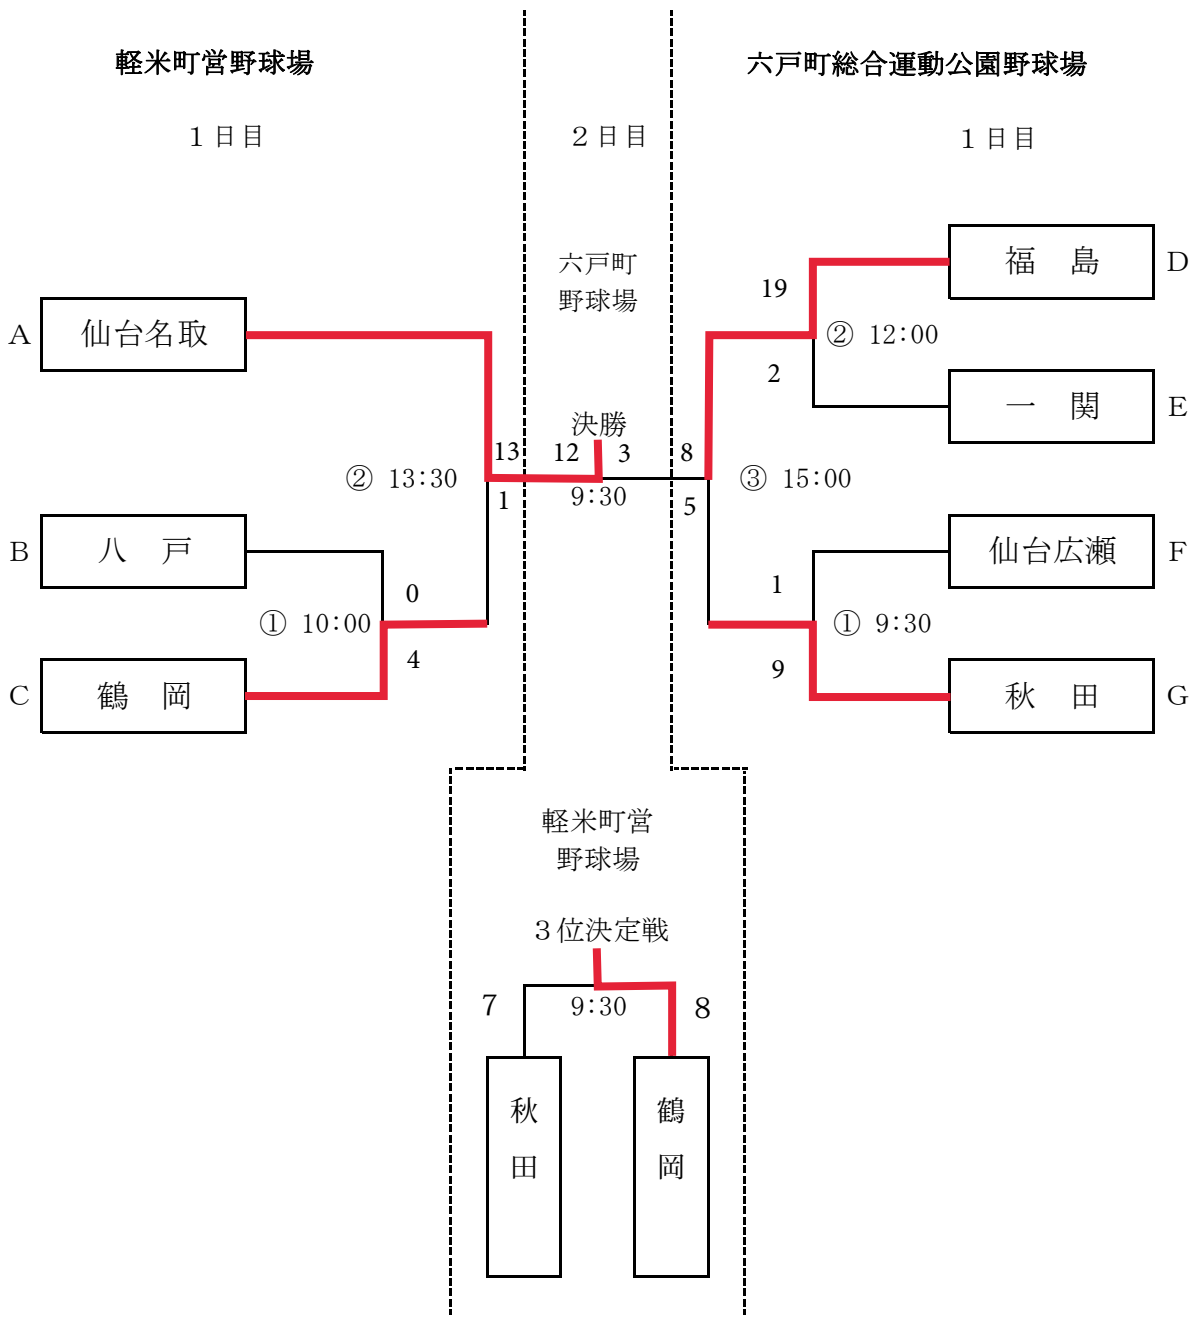 軽米町営野球場
六戸町総合運動公園野球場
１日目
２日目
１日目
六戸町
野球場
福　島
D
19
A
仙台名取
② 12:00
2
一　関
E
決勝
13
12
3
8
② 13:30
③ 15:00
1
9:30
5
B
八　戸
仙台広瀬
F
0
1
① 10:00
① 9:30
4
9
C
鶴　岡
秋　田
G
軽米町営
野球場
３位決定戦
7
9:30
8
秋田
鶴岡